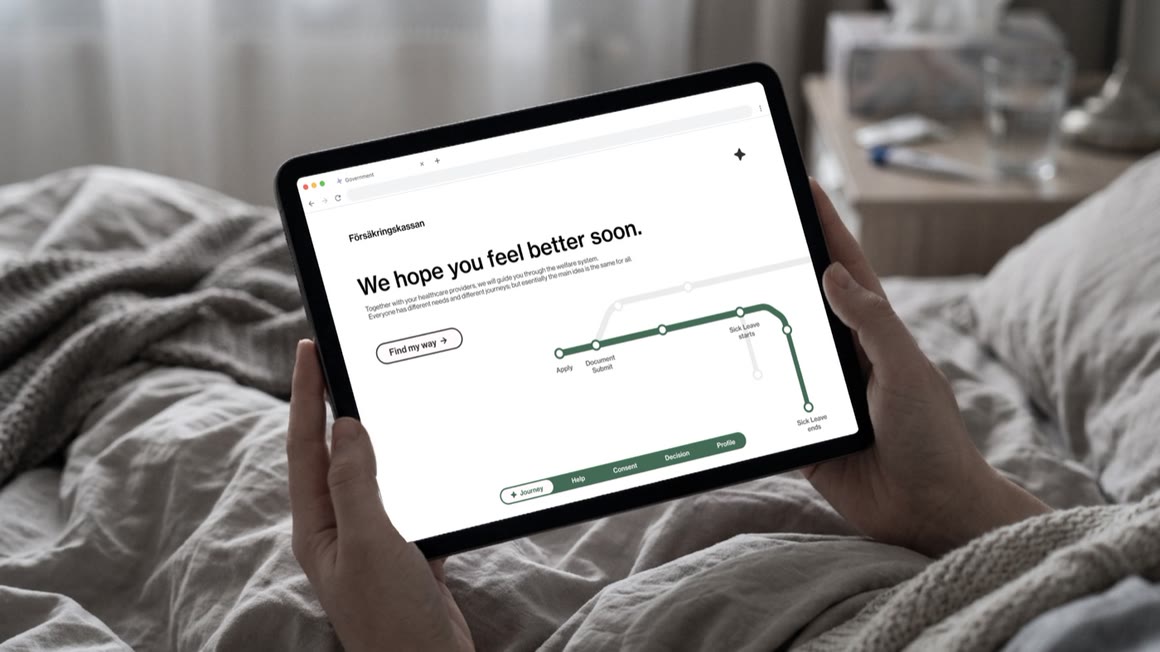 Government
Försäkringskassan
We hope you feel better soon.
Together with your healthcare providers, we will guide you through the welfare system.
Everyone has different needs and different journeys, but esentially the main idea is the same for all.
Find my way →
Apply
Document
Submit
Sick Leave
starts
Sick Leave
ends
Journey
Help
Consent
Decision
Profile